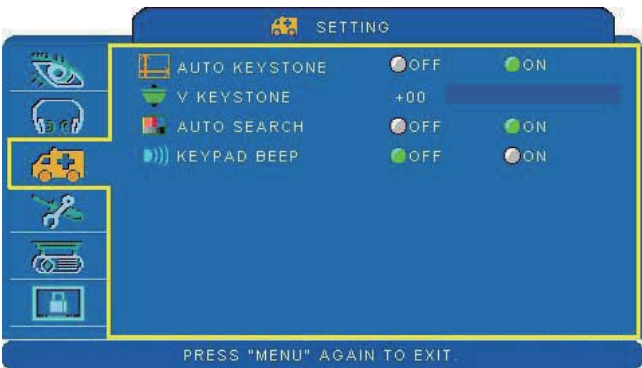 SETTING
AUTO KEYSTONE OFF ON
V KEYSTONE +00
AUTO SEARCH OFF ON
KEYPAD BEEP OFF ON
PRESS "MENU" AGAIN TO EXIT.